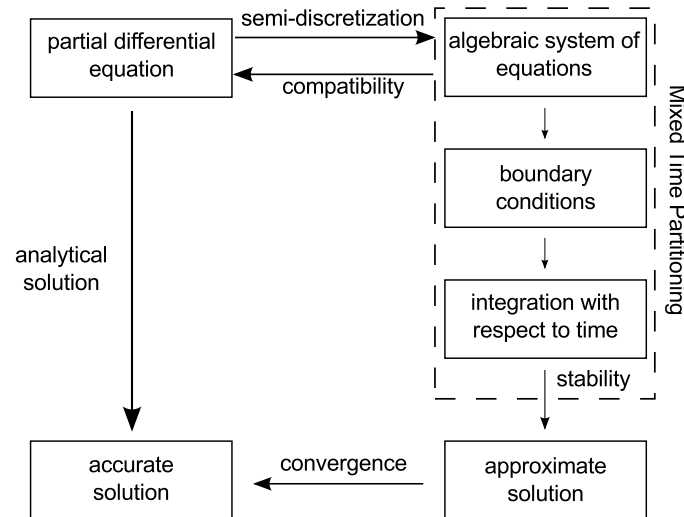 semi-discretization
partial differential
equation
algebraic system of
equations
compatibility
Mixed Time Partitioning
boundary
conditions
analytical
solution
integration with
respect to time
stability
accurate
solution
convergence
approximate
solution